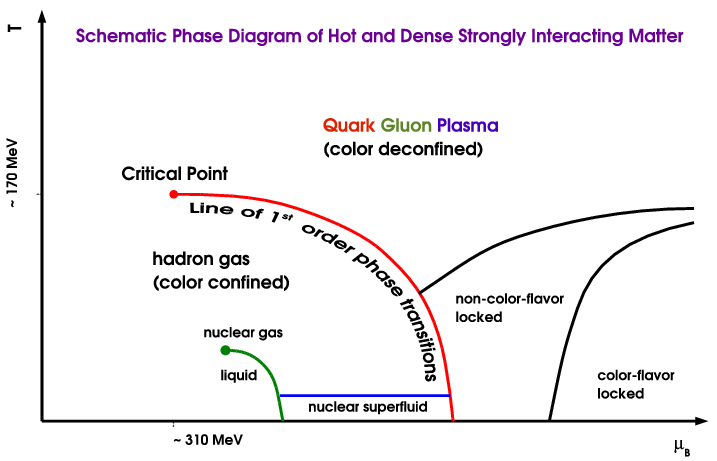 T
Schematic Phase Diagram of Hot and Dense Strongly Interacting Matter
Quark Gluon Plasma
(color deconfined)
~ 170 MeV
Critical Point
Line of 1st order phase transitions
hadron gas
(color confined)
non-color-flavor
locked
nuclear gas
liquid
color-flavor
locked
nuclear superfluid
~ 310 MeV
μB